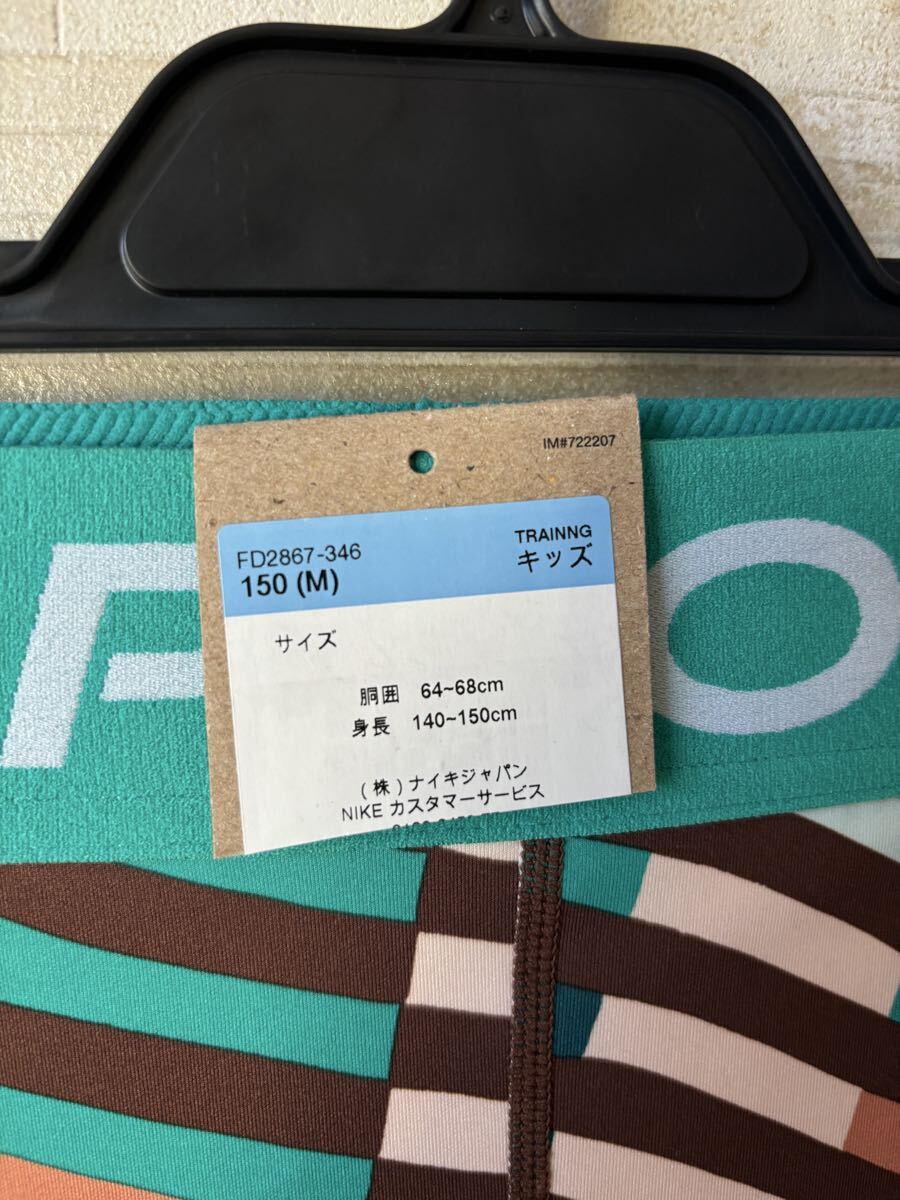 IM#722207
FD2867-346
TRAINNG
150 (M)
キッズ
サイズ
胴囲 64~68cm
身長 140~150cm
(株)ナイキジャパン
NIKE カスタマーサービス